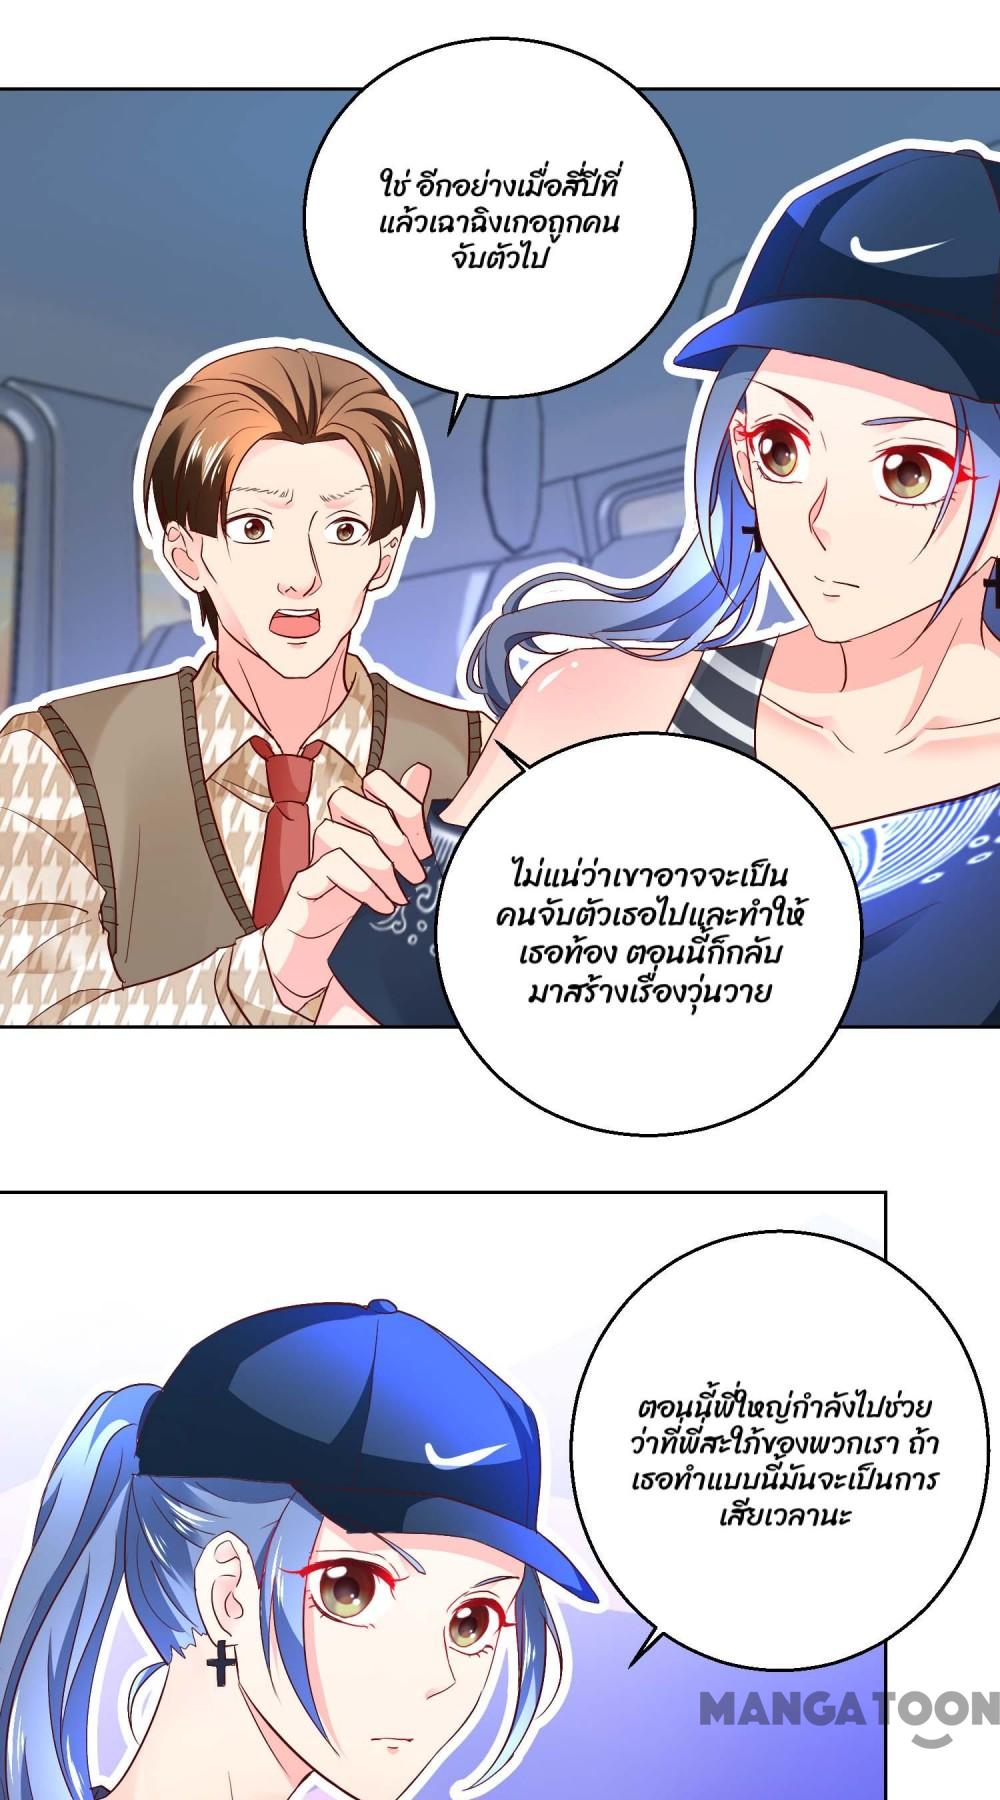 ใช่ อีกอย่างเมื่อสี่ปีที่
แล้วเฉาฉิงเกอถูกคน
จับตัวไป
ไม่แน่ว่าเขาอาจจะเป็น
คนจับตัวเธอไปและทำให้
เธอท้อง ตอนนี้ก็กลับ
มาสร้างเรื่องวุ่นวาย
ตอนนี้พี่ใหญ่กำลังไปช่วย
ว่าที่พี่สะใภ้ของพวกเรา ถ้า
เธอทำแบบนี้มันจะเป็นการ
เสียเวลานะ
MANGATOON